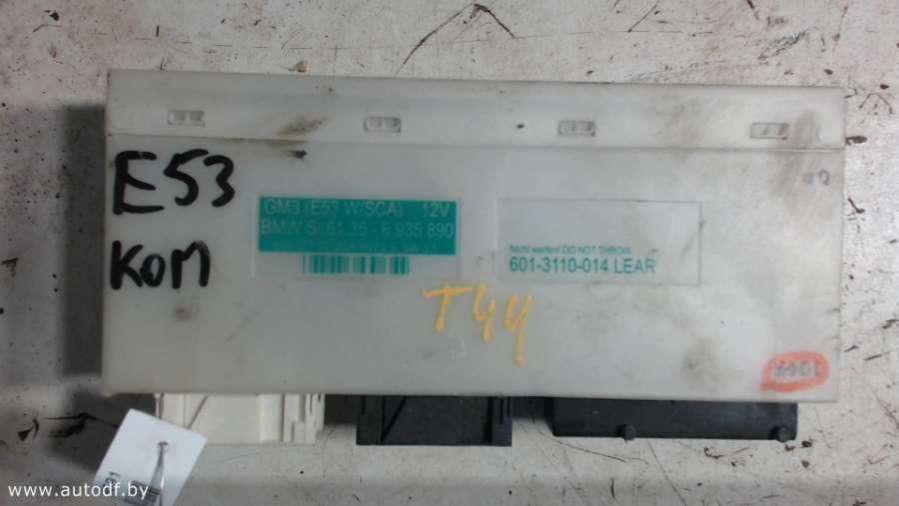 E53
KOM
GM3 (E53 W/SCA) 12V
BMW S. 61.35 - 6 935 890
Nicht werfen! DO NOT THROW
601-3110-014 LEAR
T44
www.autodf.by